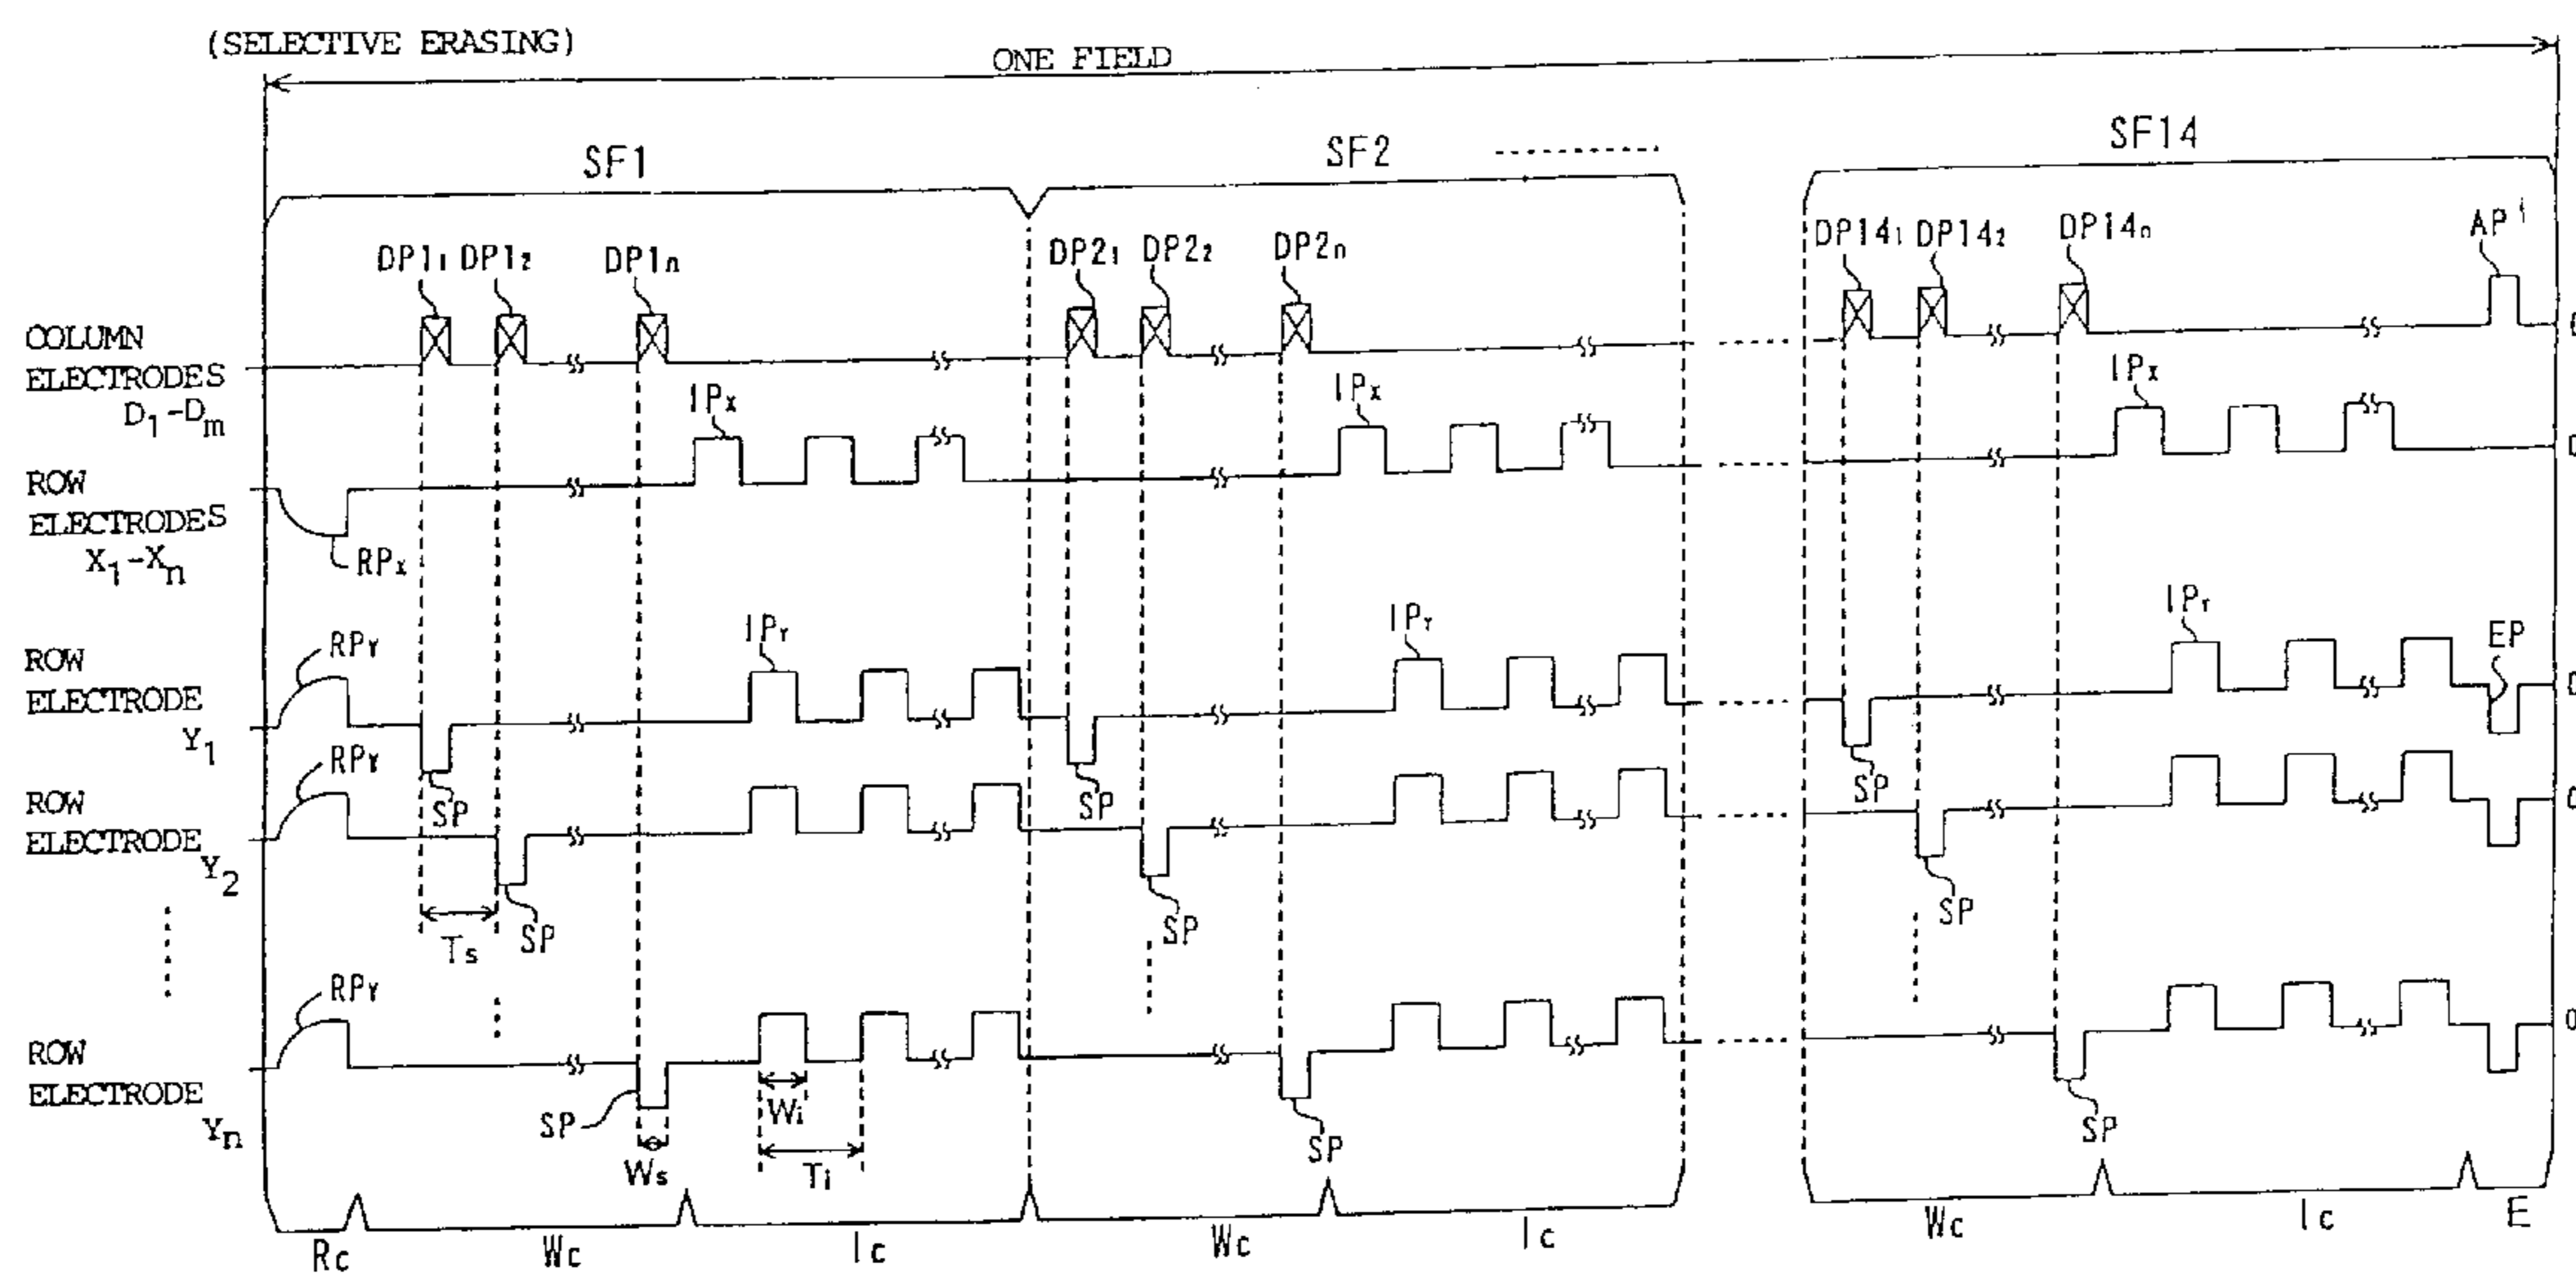 (SELECTIVE ERASING)
ONE FIELD
SF1 SF2 SF14
DP1₁ DP1₂ DP1n DP2₁ DP2₂ DP2n DP14₁ DP14₂ DP14n AP
COLUMN
ELECTRODES
D₁-Dₘ
IPx IPx IPx
ROW
ELECTRODES
X₁-Xn
RPx
ROW
ELECTRODE
Y₁
RPY IPY IPY IPY EP
SP SP SP
ROW
ELECTRODE
Y₂
RPY
Ts SP SP SP
ROW
ELECTRODE
Yn
RPY
SP Wi SP SP
Ws Ti
Rc Wc Ic Wc Ic Wc Ic E
0